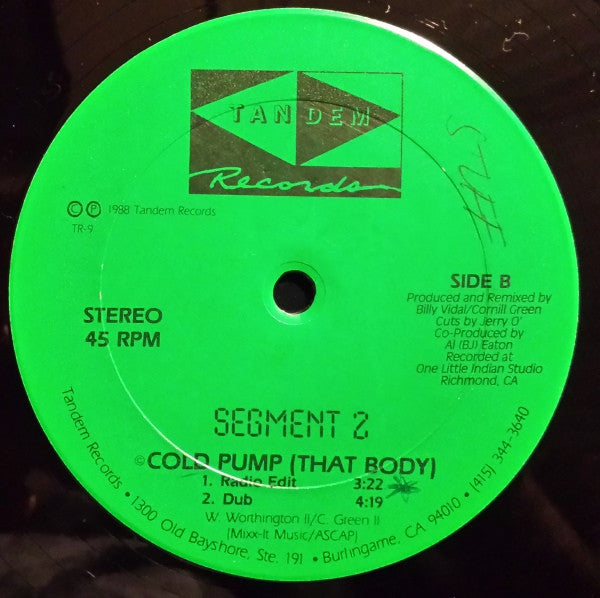 TANDEM
Records
© ℗ 1988 Tandem Records
TR-9
STEREO
45 RPM
SIDE B
Produced and Remixed by
Billy Vidal/Cornill Green
Cuts by Jerry O'
Co-Produced by
Al (BJ) Eaton
Recorded at
One Little Indian Studio
Richmond, CA
SEGMENT 2
©COLD PUMP (THAT BODY)
1. Radio Edit 3:22
2. Dub 4:19
W. Worthington II/C. Green II
(Mixx-It Music/ASCAP)
Tandem Records • 1300 Old Bayshore, Ste. 191 • Burlingame, CA 94010 • (415) 344-3640